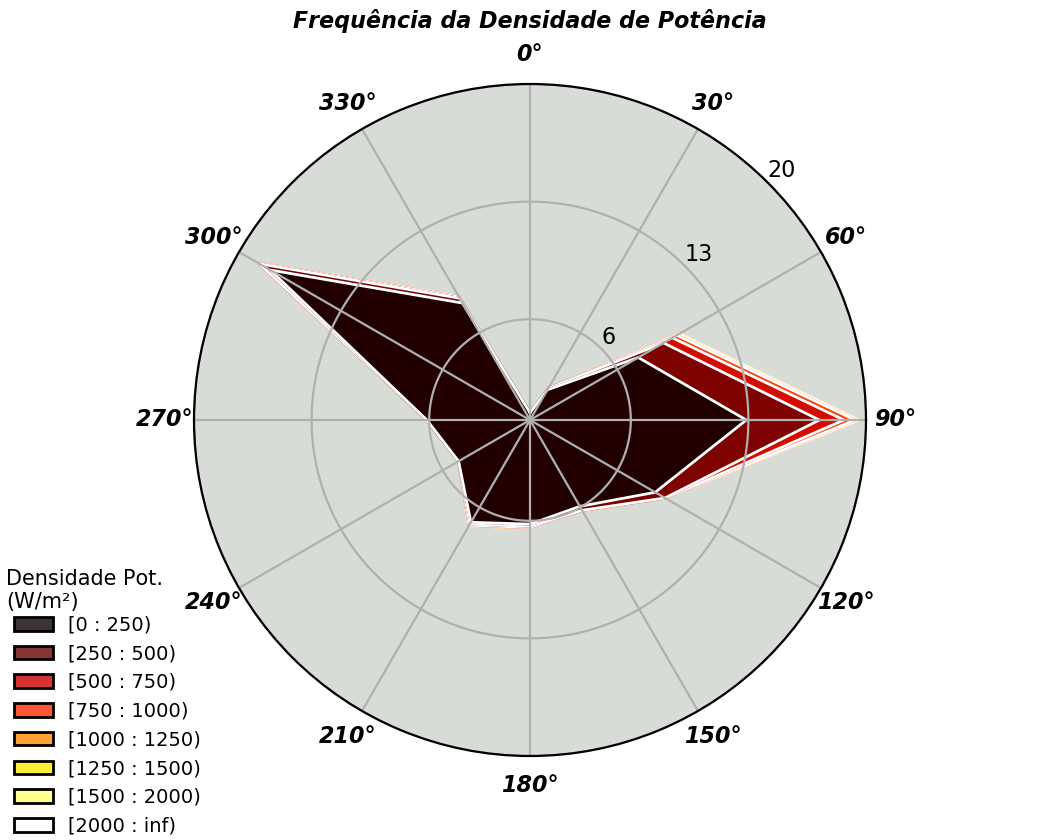 Frequência da Densidade de Potência
0°
330°
30°
20
300°
60°
13
6
270°
90°
240°
120°
210°
150°
180°
Densidade Pot.
(W/m²)
[0 : 250)
[250 : 500)
[500 : 750)
[750 : 1000)
[1000 : 1250)
[1250 : 1500)
[1500 : 2000)
[2000 : inf)